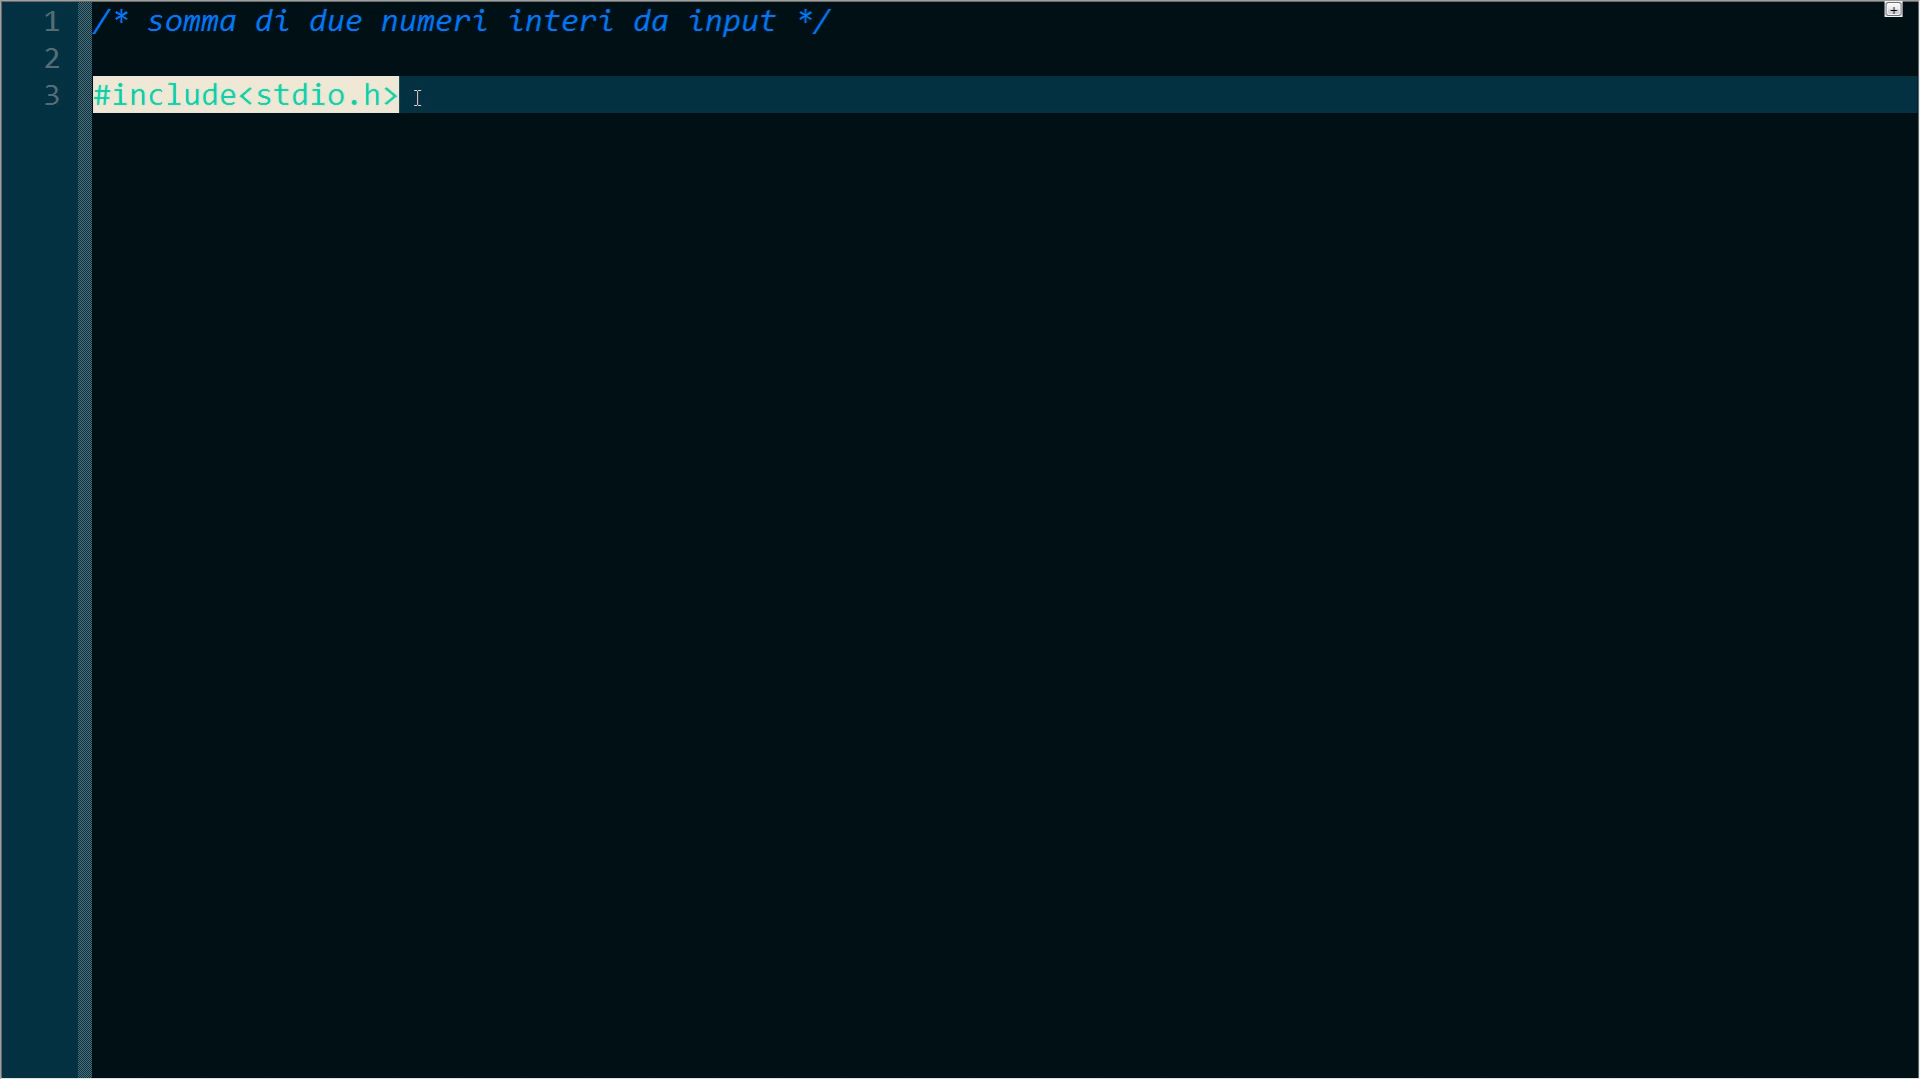 1 /* somma di due numeri interi da input */
2
3 #include<stdio.h>